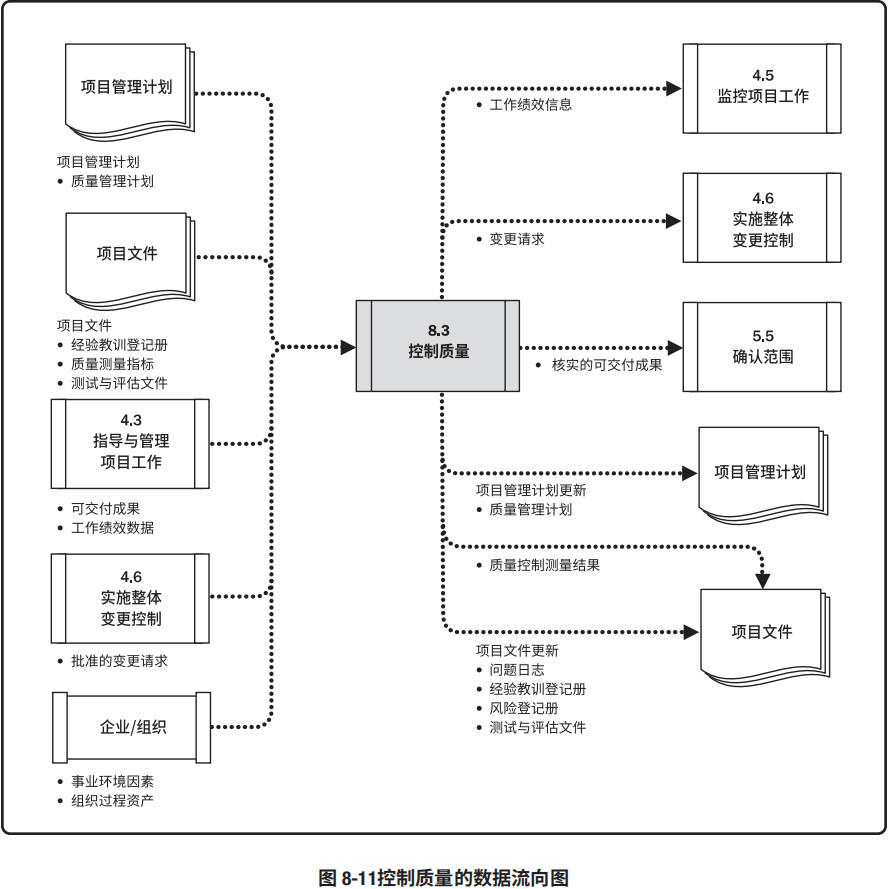 项目管理计划
项目管理计划
• 质量管理计划
项目文件
项目文件
• 经验教训登记册
• 质量测量指标
• 测试与评估文件
4.3
指导与管理
项目工作
• 可交付成果
• 工作绩效数据
4.6
实施整体
变更控制
• 批准的变更请求
企业/组织
• 事业环境因素
• 组织过程资产
8.3
控制质量
4.5
监控项目工作
• 工作绩效信息
4.6
实施整体
变更控制
• 变更请求
5.5
确认范围
• 核实的可交付成果
项目管理计划
项目管理计划更新
• 质量管理计划
• 质量控制测量结果
项目文件
项目文件更新
• 问题日志
• 经验教训登记册
• 风险登记册
• 测试与评估文件
图 8-11控制质量的数据流向图